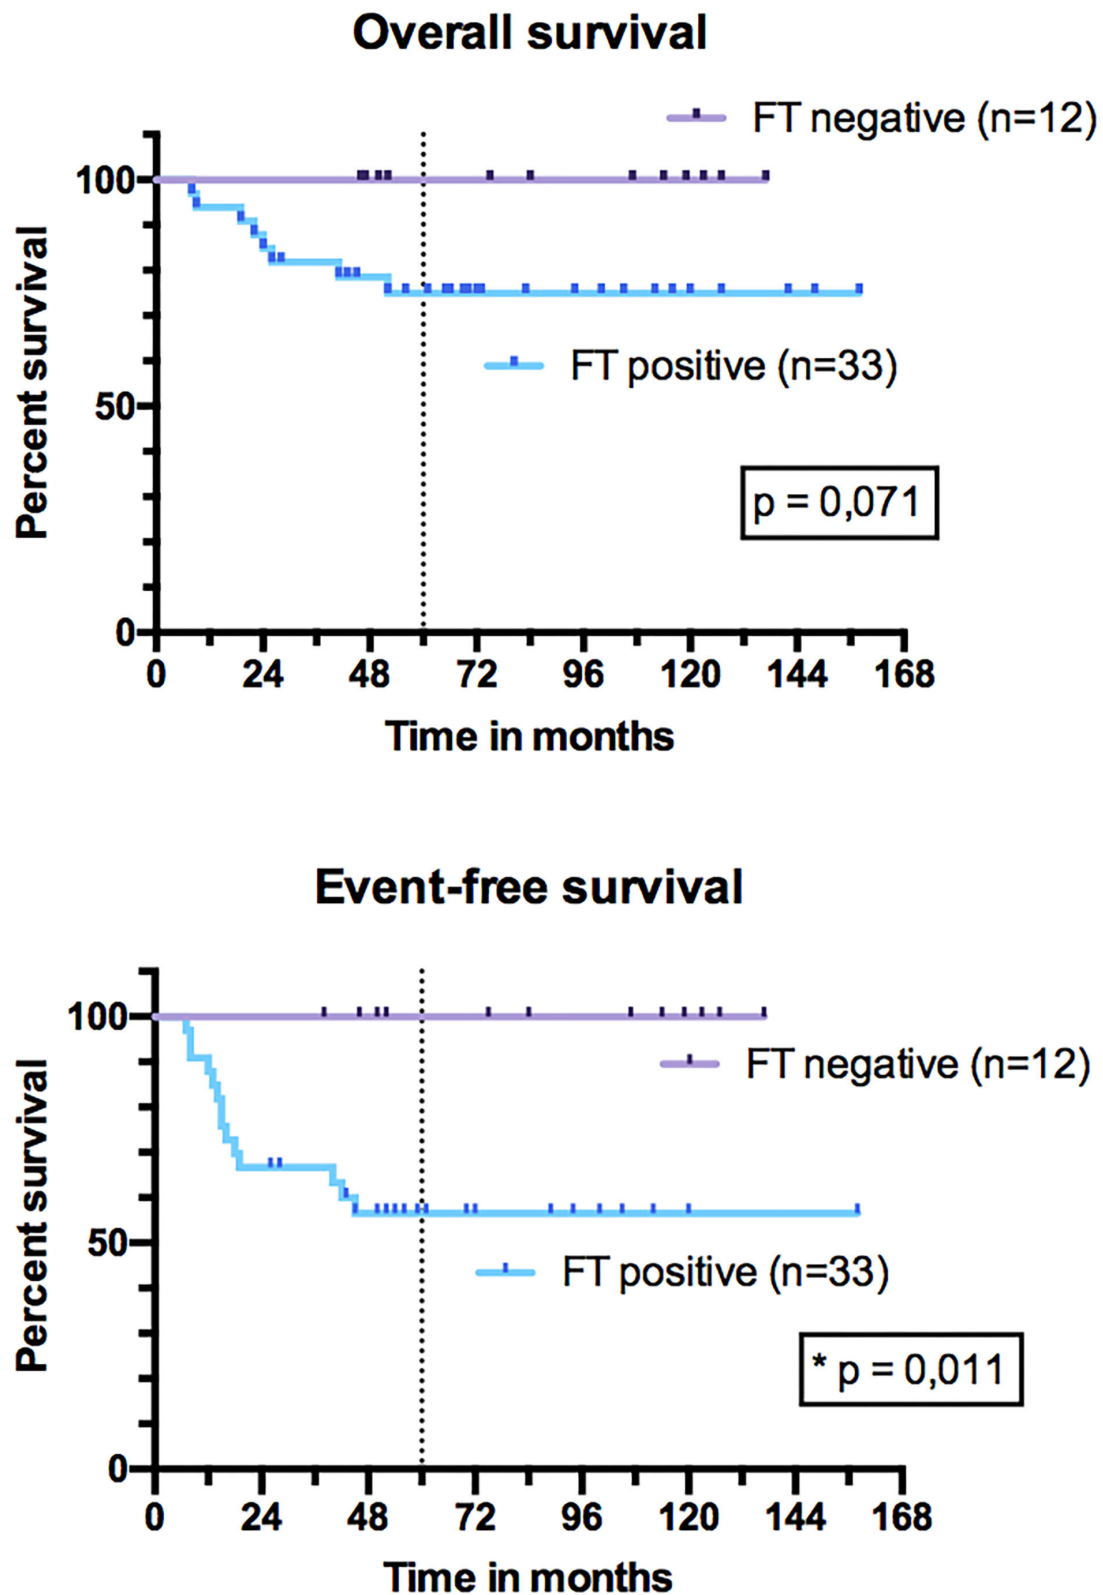 Overall survival
FT negative (n=12)
100
50
0
Percent survival
FT positive (n=33)
p = 0,071
0 24 48 72 96 120 144 168
Time in months
Event-free survival
100
50
0
Percent survival
FT negative (n=12)
FT positive (n=33)
* p = 0,011
0 24 48 72 96 120 144 168
Time in months